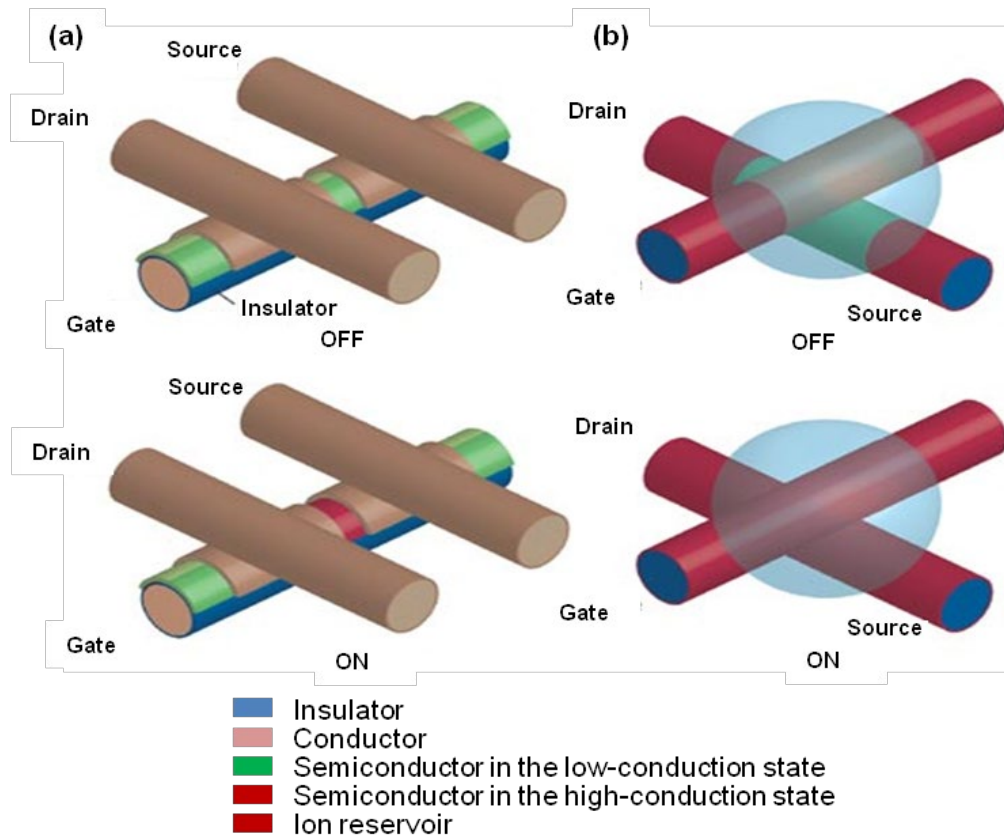 (a)
Source
Drain
Gate
Insulator
OFF
(b)
Drain
Gate
Source
OFF
Source
Drain
Gate
ON
Drain
Gate
Source
ON
Insulator
Conductor
Semiconductor in the low-conduction state
Semiconductor in the high-conduction state
Ion reservoir